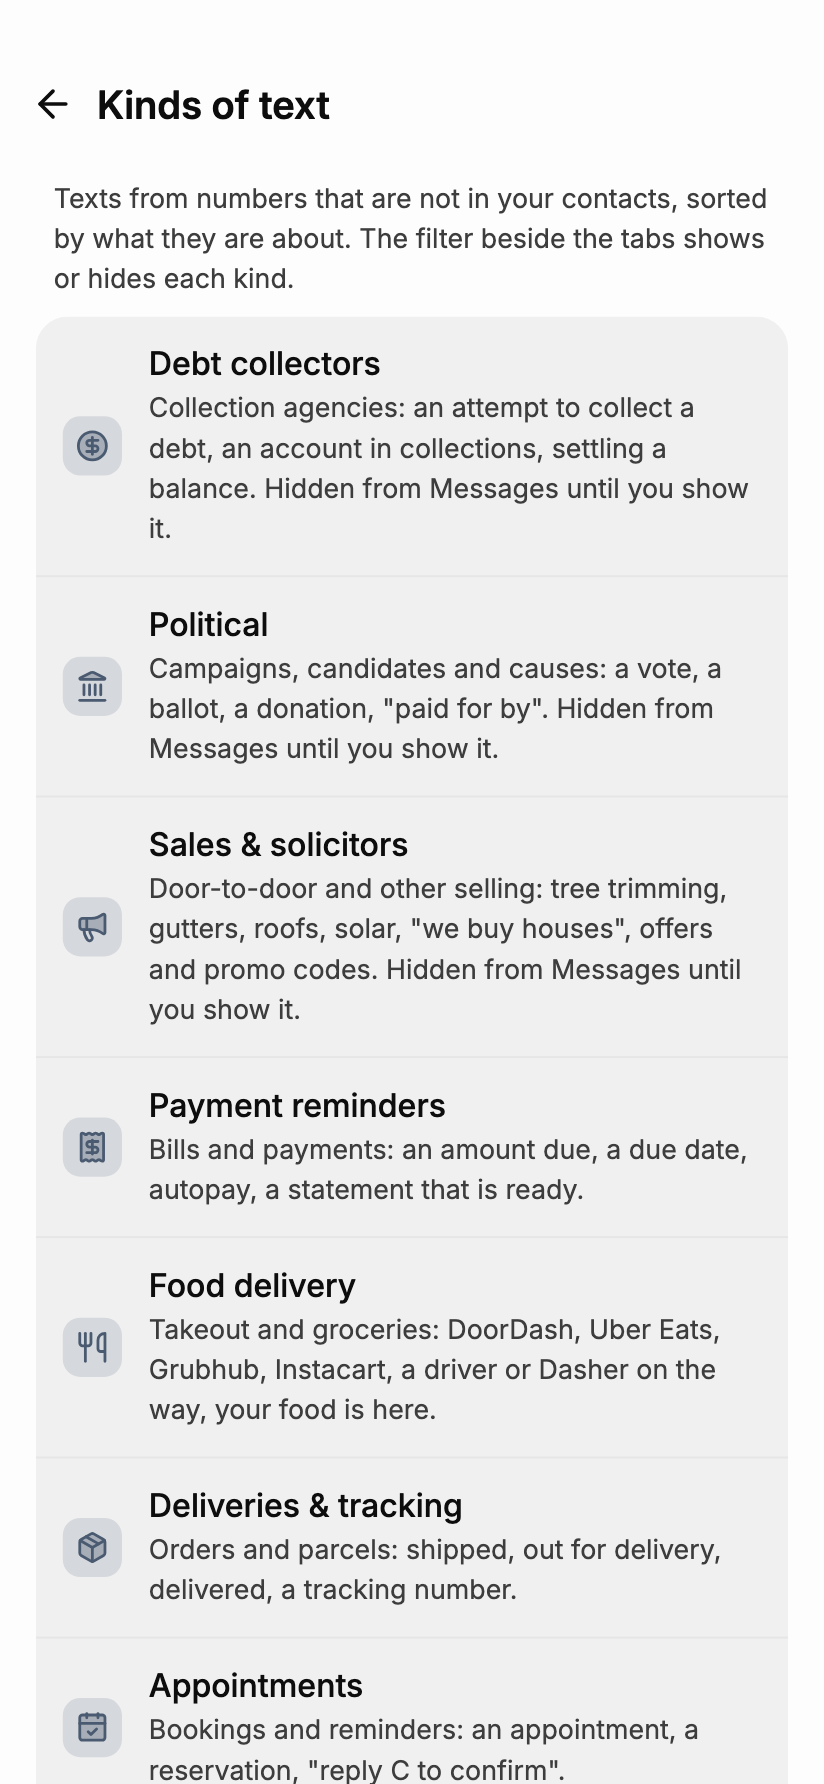 Kinds of text
Texts from numbers that are not in your contacts, sorted
by what they are about. The filter beside the tabs shows
or hides each kind.
Debt collectors
Collection agencies: an attempt to collect a
debt, an account in collections, settling a
balance. Hidden from Messages until you show
it.
Political
Campaigns, candidates and causes: a vote, a
ballot, a donation, "paid for by". Hidden from
Messages until you show it.
Sales & solicitors
Door-to-door and other selling: tree trimming,
gutters, roofs, solar, "we buy houses", offers
and promo codes. Hidden from Messages until
you show it.
Payment reminders
Bills and payments: an amount due, a due date,
autopay, a statement that is ready.
Food delivery
Takeout and groceries: DoorDash, Uber Eats,
Grubhub, Instacart, a driver or Dasher on the
way, your food is here.
Deliveries & tracking
Orders and parcels: shipped, out for delivery,
delivered, a tracking number.
Appointments
Bookings and reminders: an appointment, a
reservation, "reply C to confirm".